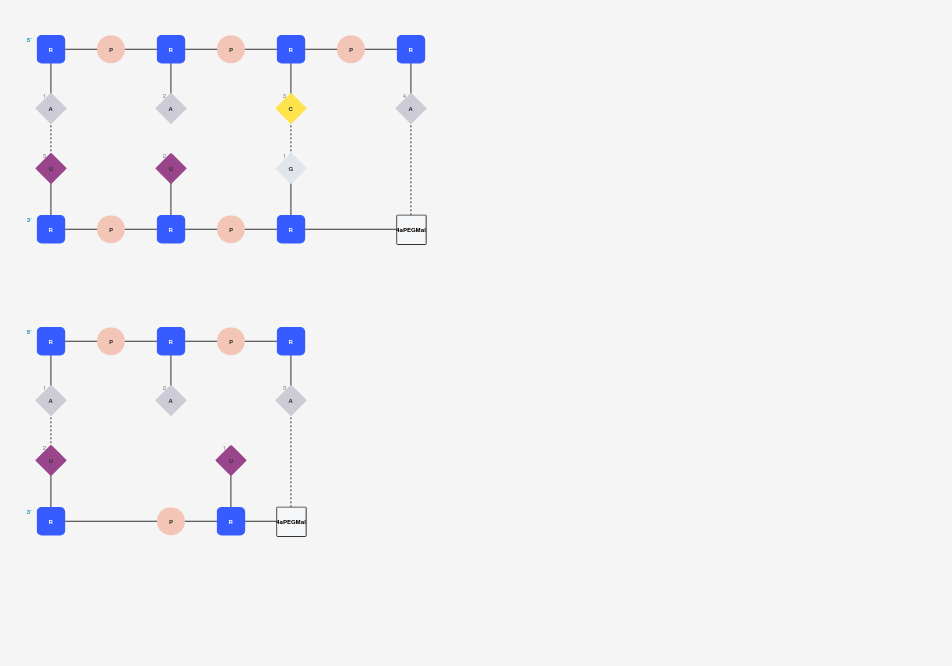 5'
R P R P R P R
1 2 3 4
A A C A
3 2 1
U U G
3'
R P R P R 4aPEGMal
5'
R P R P R
1 2 3
A A A
2 1
U U
3'
R P R 4aPEGMal